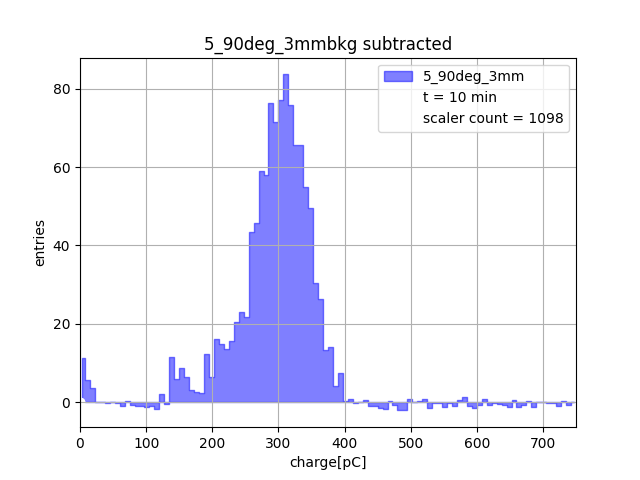 5_90deg_3mmbkg subtracted
5_90deg_3mm
t = 10 min
scaler count = 1098
80
60
40
20
0
entries
0 100 200 300 400 500 600 700
charge[pC]